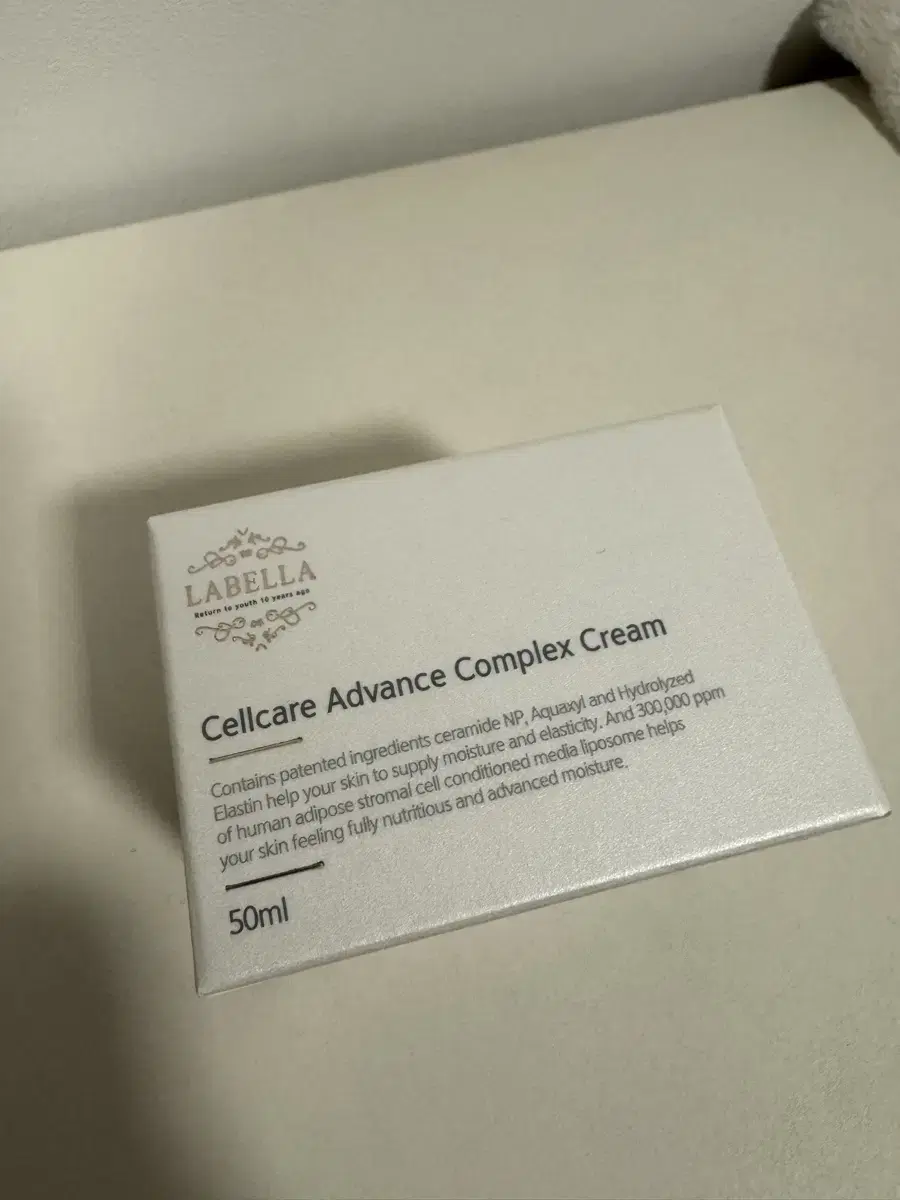 LABELLA
Return to youth 10 years ago
Cellcare Advance Complex Cream
Contains patented ingredients ceramide NP, Aquaxyl and Hydrolyzed
Elastin help your skin to supply moisture and elasticity. And 300,000 ppm
of human adipose stromal cell conditioned media liposome helps
your skin feeling fully nutritious and advanced moisture.
50ml